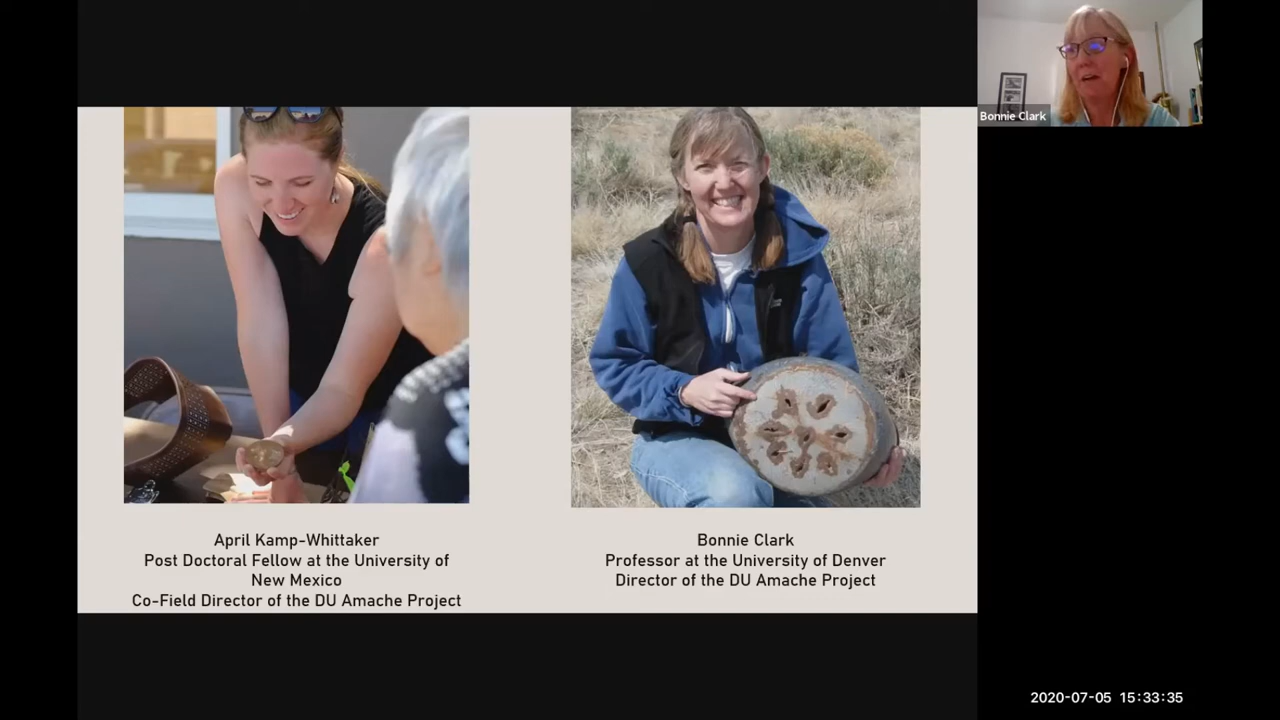 Bonnie Clark
April Kamp-Whittaker
Post Doctoral Fellow at the University of
New Mexico
Co-Field Director of the DU Amache Project
Bonnie Clark
Professor at the University of Denver
Director of the DU Amache Project
2020-07-05 15:33:35